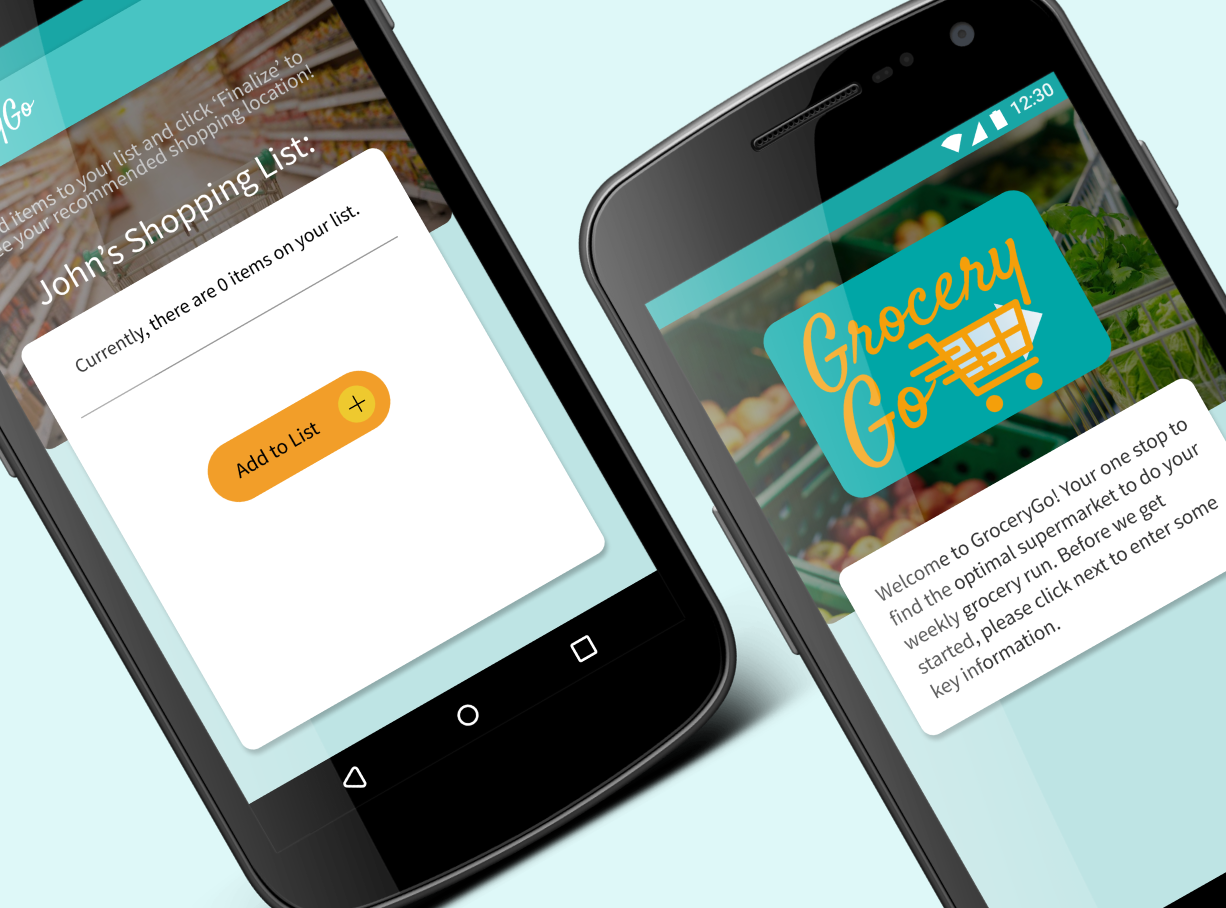 Go
items to your list and click ‘Finalize’ to
your recommended shopping location!
John’s Shopping List:
Currently, there are 0 items on your list.
Add to List
12:30
Grocery
Go
Welcome to GroceryGo! Your one stop to
find the optimal supermarket to do your
weekly grocery run. Before we get
started, please click next to enter some
key information.